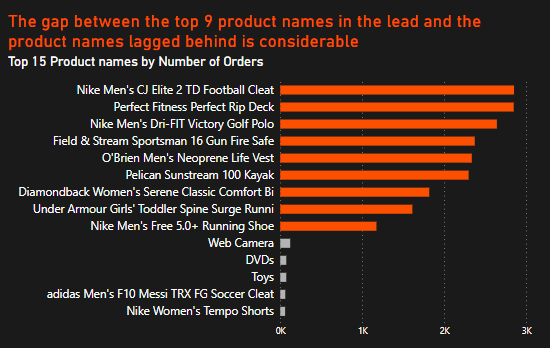 The gap between the top 9 product names in the lead and the
product names lagged behind is considerable
Top 15 Product names by Number of Orders
Nike Men's CJ Elite 2 TD Football Cleat
Perfect Fitness Perfect Rip Deck
Nike Men's Dri-FIT Victory Golf Polo
Field & Stream Sportsman 16 Gun Fire Safe
O'Brien Men's Neoprene Life Vest
Pelican Sunstream 100 Kayak
Diamondback Women's Serene Classic Comfort Bi
Under Armour Girls' Toddler Spine Surge Runni
Nike Men's Free 5.0+ Running Shoe
Web Camera
DVDs
Toys
adidas Men's F10 Messi TRX FG Soccer Cleat
Nike Women's Tempo Shorts
0K 1K 2K 3K